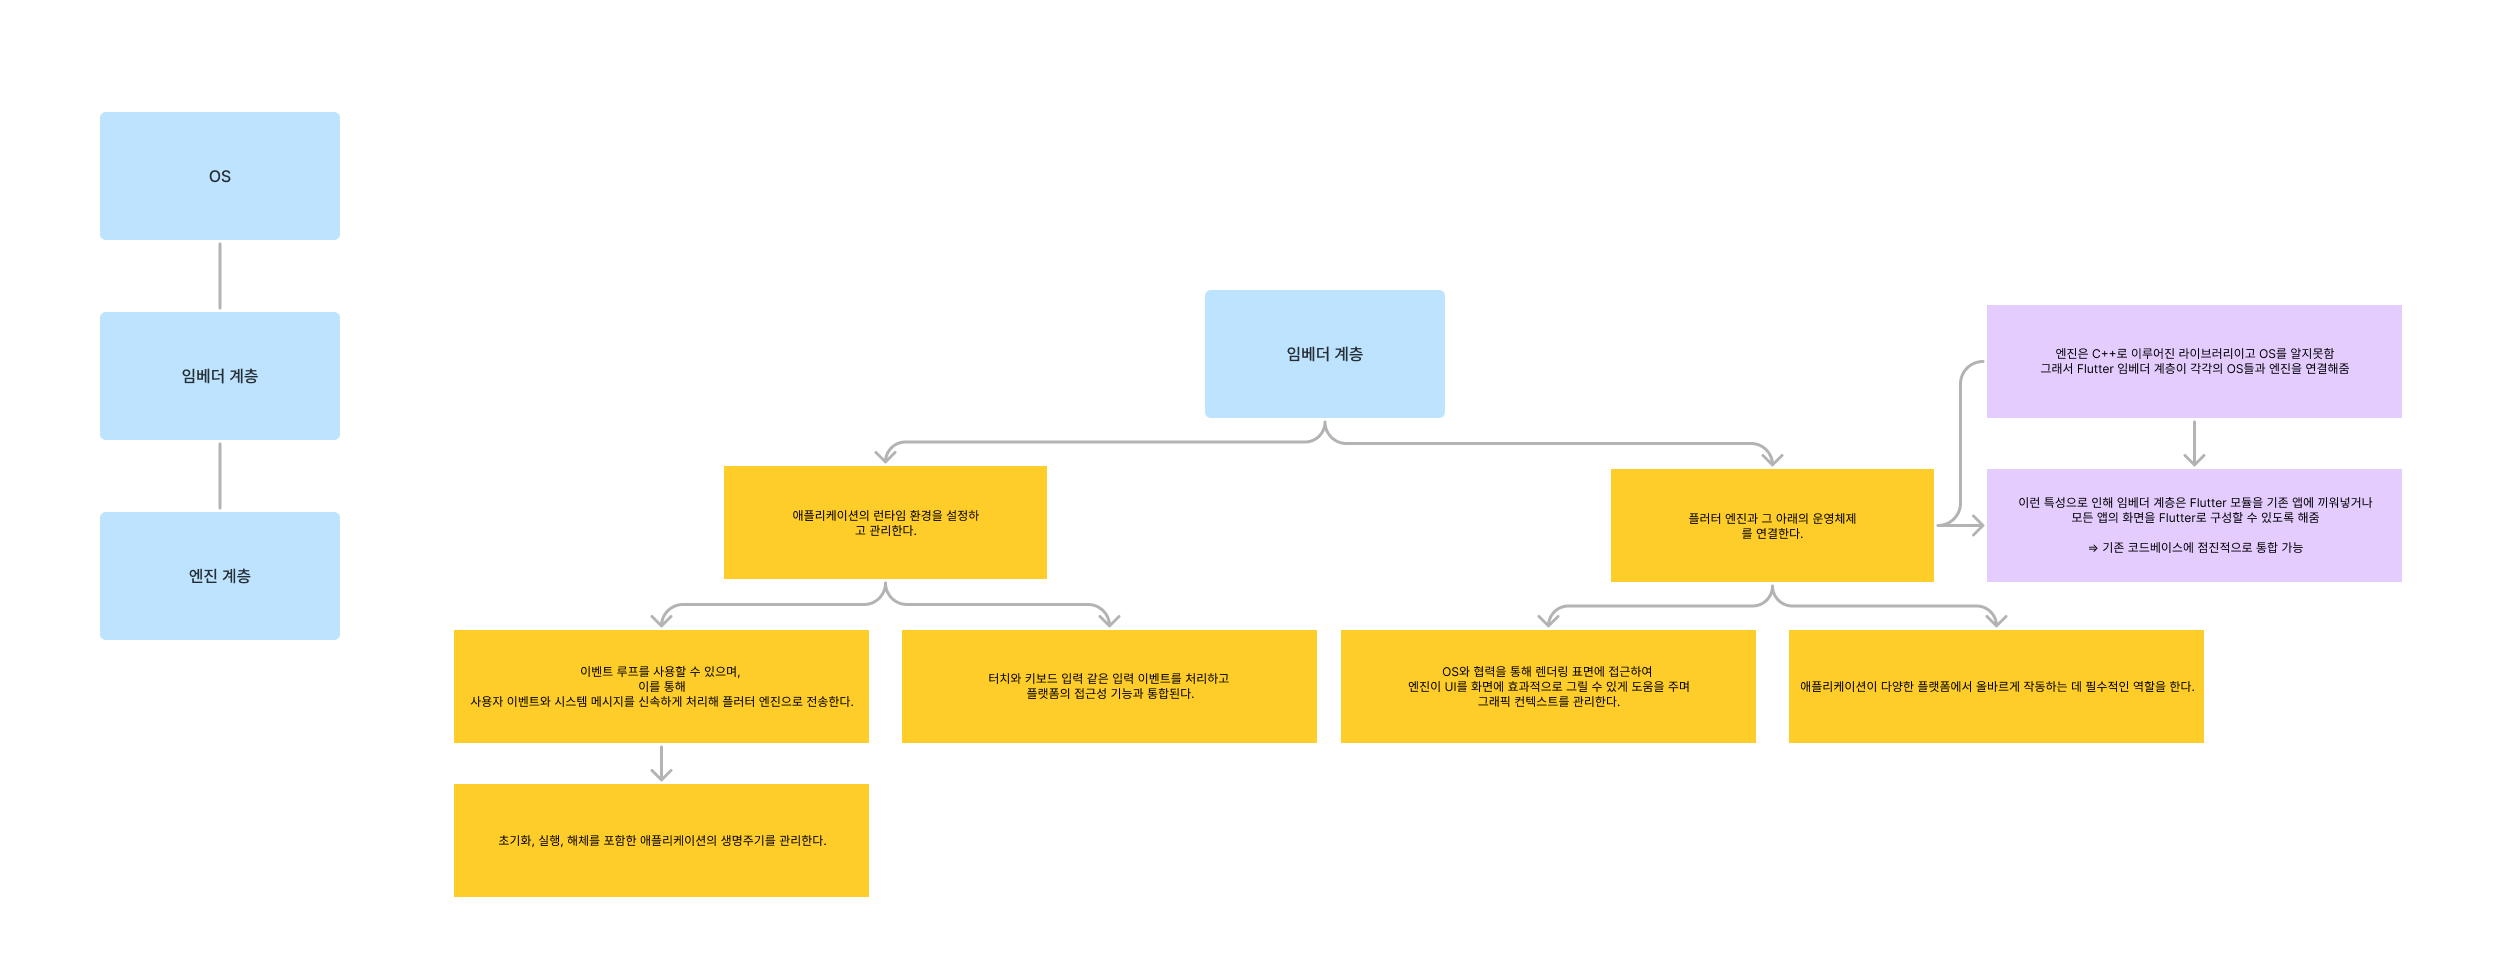 OS
임베더 계층
엔진 계층
임베더 계층
엔진은 C++로 이루어진 라이브러리이고 OS를 알지못함
그래서 Flutter 임베더 계층이 각각의 OS들과 엔진을 연결해줌
애플리케이션의 런타임 환경을 설정하
고 관리한다.
플러터 엔진과 그 아래의 운영체제
를 연결한다.
이런 특성으로 인해 임베더 계층은 Flutter 모듈을 기존 앱에 끼워넣거나
모든 앱의 화면을 Flutter로 구성할 수 있도록 해줌
⇒ 기존 코드베이스에 점진적으로 통합 가능
이벤트 루프를 사용할 수 있으며,
이를 통해
사용자 이벤트와 시스템 메시지를 신속하게 처리해 플러터 엔진으로 전송한다.
터치와 키보드 입력 같은 입력 이벤트를 처리하고
플랫폼의 접근성 기능과 통합된다.
OS와 협력을 통해 렌더링 표면에 접근하여
엔진이 UI를 화면에 효과적으로 그릴 수 있게 도움을 주며
그래픽 컨텍스트를 관리한다.
애플리케이션이 다양한 플랫폼에서 올바르게 작동하는 데 필수적인 역할을 한다.
초기화, 실행, 해체를 포함한 애플리케이션의 생명주기를 관리한다.